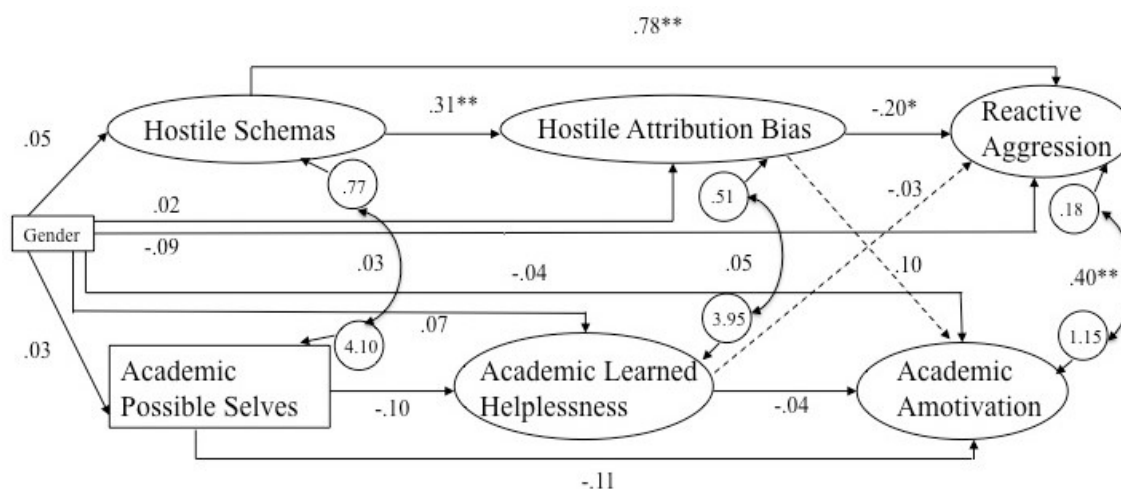 .78**
.31**
-.20*
Hostile Schemas
Hostile Attribution Bias
Reactive
Aggression
.05
.77
.51
-.03
.18
.02
Gender
-.09
.03
-.04
.05
.10
.40**
.07
3.95
4.10
1.15
.03
Academic
Possible Selves
Academic Learned
Helplessness
Academic
Amotivation
-.10
-.04
-.11